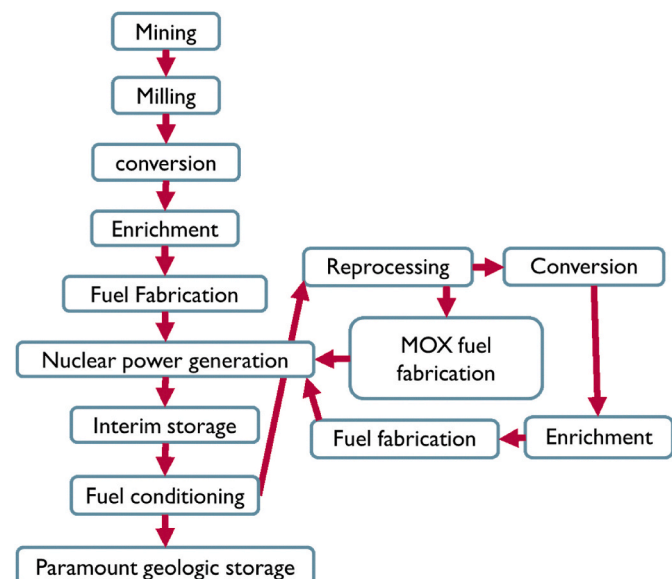 Mining
Milling
conversion
Enrichment
Fuel Fabrication
Nuclear power generation
Interim storage
Fuel conditioning
Paramount geologic storage
Reprocessing
Conversion
MOX fuel
fabrication
Fuel fabrication
Enrichment